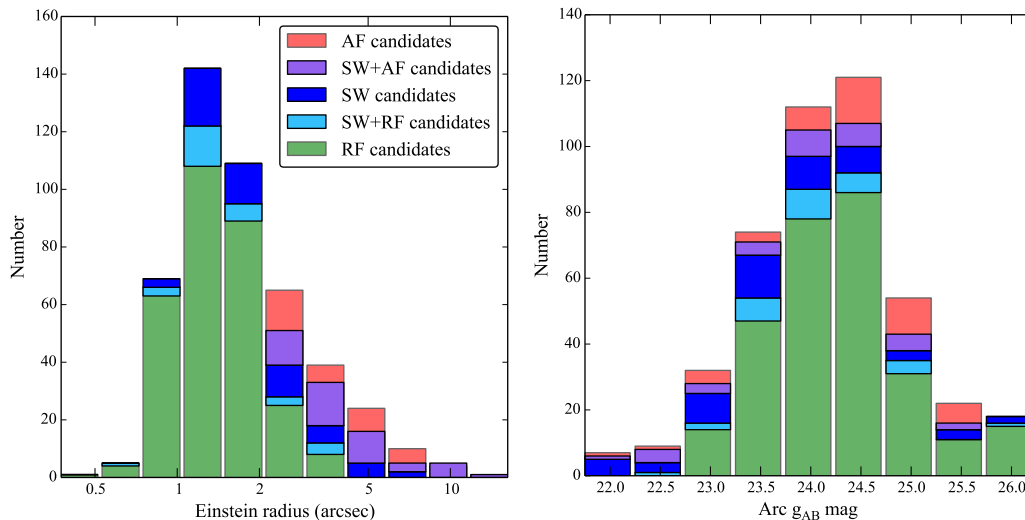 160
140
120
100
80
60
40
20
0
Number
0.5 1 2 5 10
Einstein radius (arcsec)
AF candidates
SW+AF candidates
SW candidates
SW+RF candidates
RF candidates
140
120
100
80
60
40
20
0
Number
22.0 22.5 23.0 23.5 24.0 24.5 25.0 25.5 26.0
Arc g_AB mag